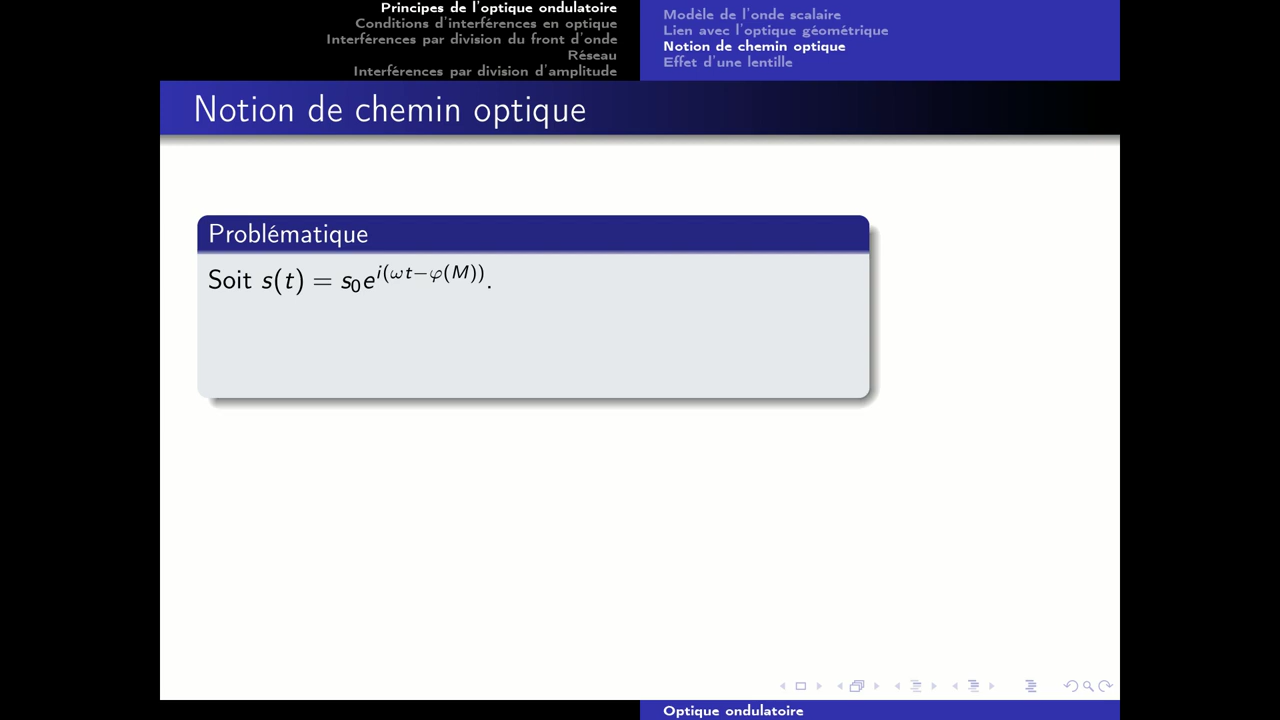 Principes de l'optique ondulatoire
Conditions d'interférences en optique
Interférences par division du front d'onde
Réseau
Interférences par division d'amplitude
Modèle de l'onde scalaire
Lien avec l'optique géométrique
Notion de chemin optique
Effet d'une lentille
Notion de chemin optique
Problématique
Soit s(t) = s₀e^{i(ωt−φ(M))}.
Optique ondulatoire